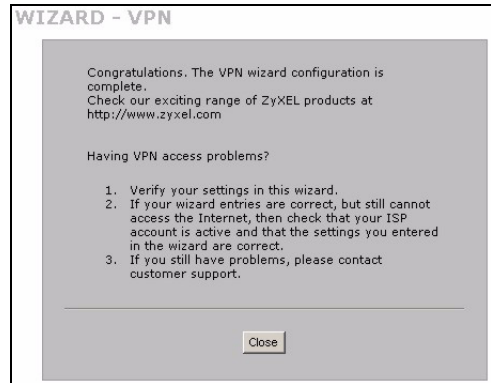 WIZARD - VPN
Congratulations. The VPN wizard configuration is
complete.
Check our exciting range of ZyXEL products at
http://www.zyxel.com
Having VPN access problems?
1. Verify your settings in this wizard.
2. If your wizard entries are correct, but still cannot
access the Internet, then check that your ISP
account is active and that the settings you entered
in the wizard are correct.
3. If you still have problems, please contact
customer support.
Close